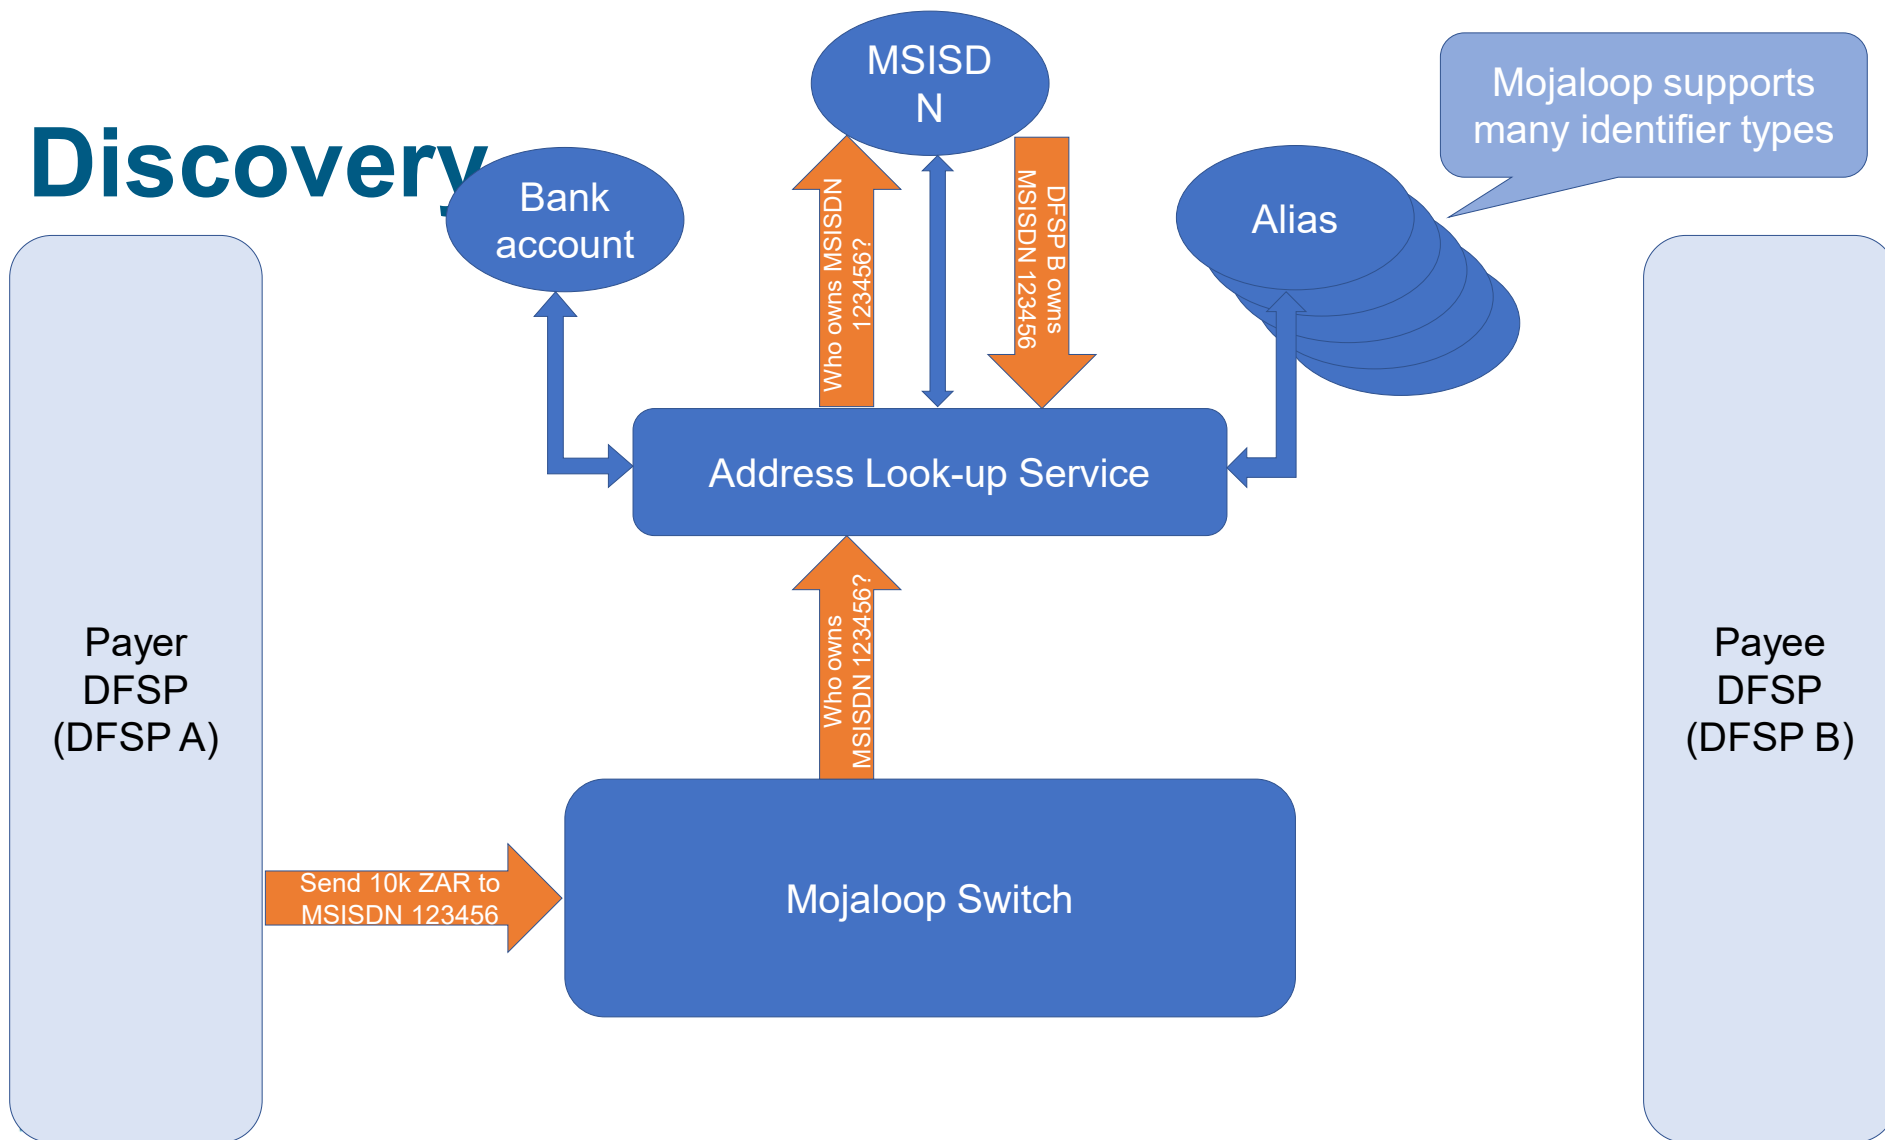 Discovery
MSISD
N
Mojaloop supports
many identifier types
Bank
account
Alias
Who owns MSISDN
123456?
DFSP B owns
MSISDN 123456
Address Look-up Service
Who owns
MSISDN 123456?
Payer
DFSP
(DFSP A)
Payee
DFSP
(DFSP B)
Send 10k ZAR to
MSISDN 123456
Mojaloop Switch